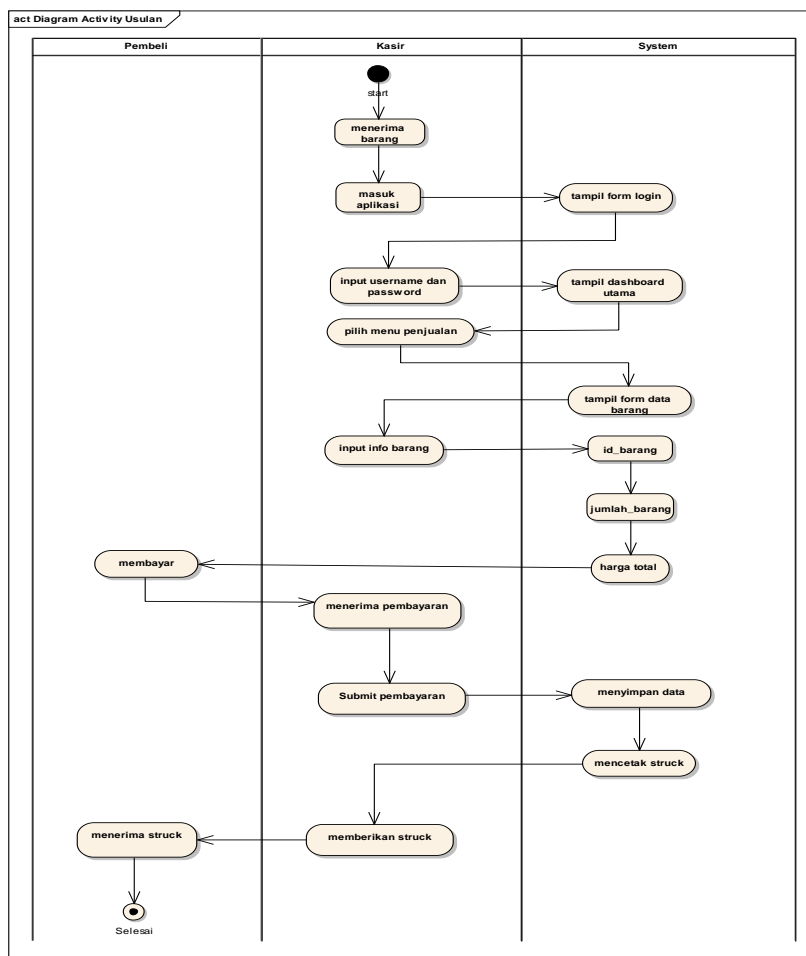 act Diagram Activity Usulan
Pembeli
Kasir
System
start
menerima
barang
masuk
aplikasi
tampil form login
input username dan
password
tampil dashboard
utama
pilih menu penjualan
tampil form data
barang
input info barang
id_barang
jumlah_barang
harga total
membayar
menerima pembayaran
Submit pembayaran
menyimpan data
mencetak struck
memberikan struck
menerima struck
Selesai